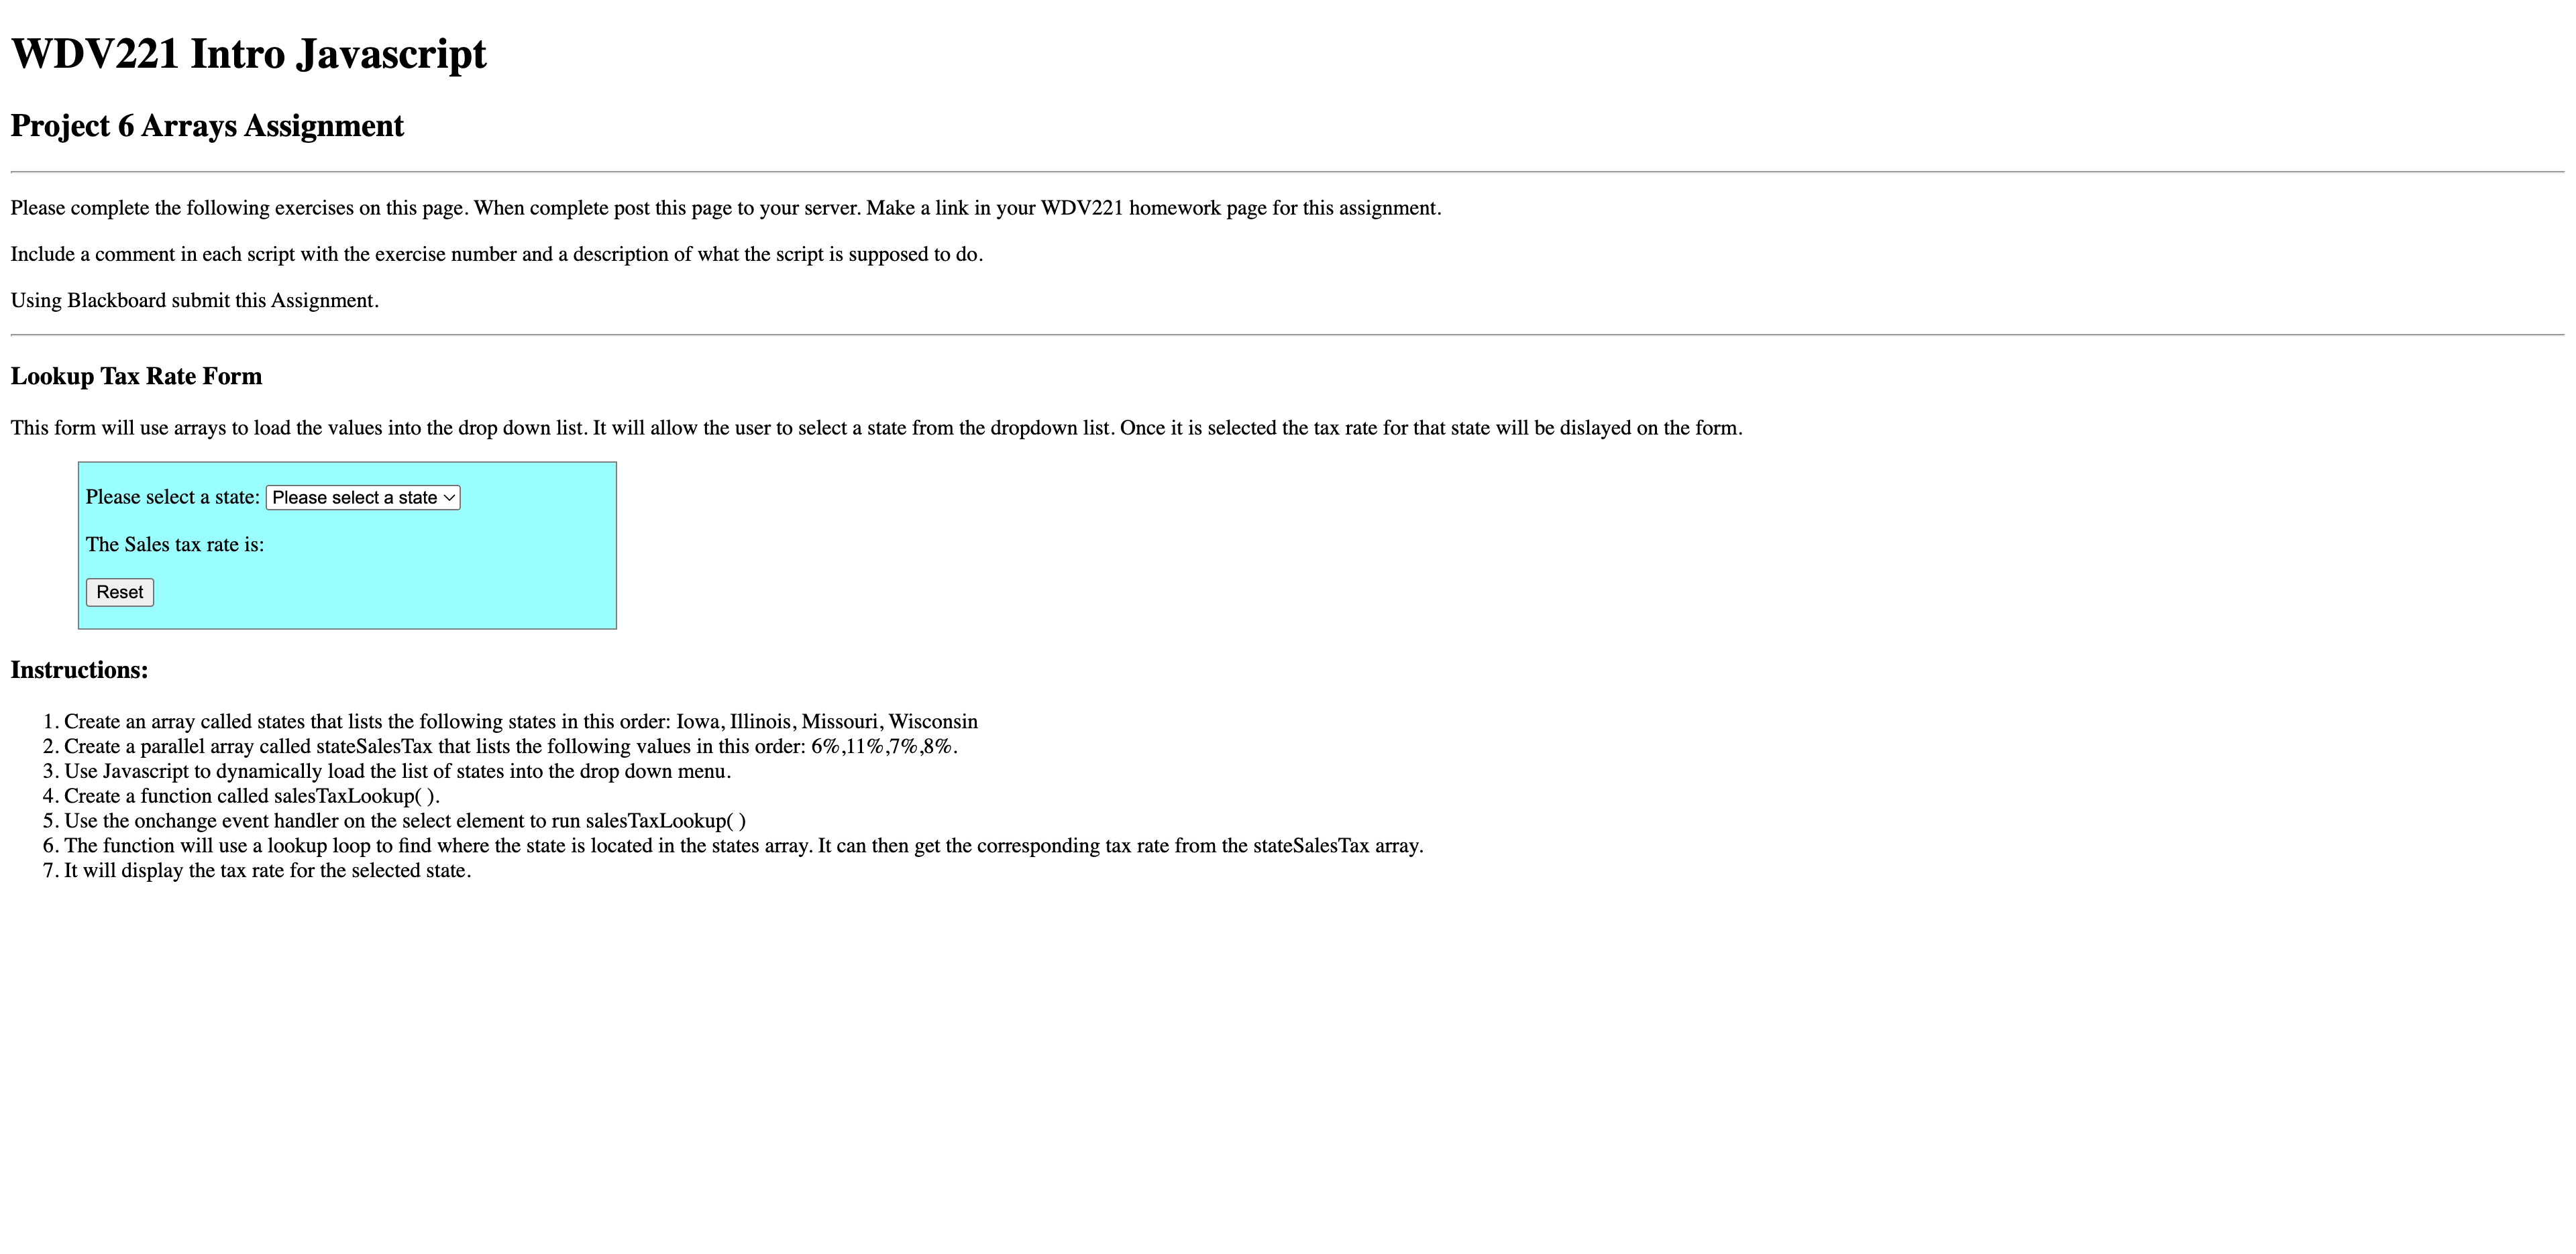 WDV221 Intro Javascript
Project 6 Arrays Assignment
Please complete the following exercises on this page. When complete post this page to your server. Make a link in your WDV221 homework page for this assignment.
Include a comment in each script with the exercise number and a description of what the script is supposed to do.
Using Blackboard submit this Assignment.
Lookup Tax Rate Form
This form will use arrays to load the values into the drop down list. It will allow the user to select a state from the dropdown list. Once it is selected the tax rate for that state will be dislayed on the form.
Please select a state: Please select a state
The Sales tax rate is:
Reset
Instructions:
1. Create an array called states that lists the following states in this order: Iowa, Illinois, Missouri, Wisconsin
2. Create a parallel array called stateSalesTax that lists the following values in this order: 6%,11%,7%,8%.
3. Use Javascript to dynamically load the list of states into the drop down menu.
4. Create a function called salesTaxLookup( ).
5. Use the onchange event handler on the select element to run salesTaxLookup( )
6. The function will use a lookup loop to find where the state is located in the states array. It can then get the corresponding tax rate from the stateSalesTax array.
7. It will display the tax rate for the selected state.